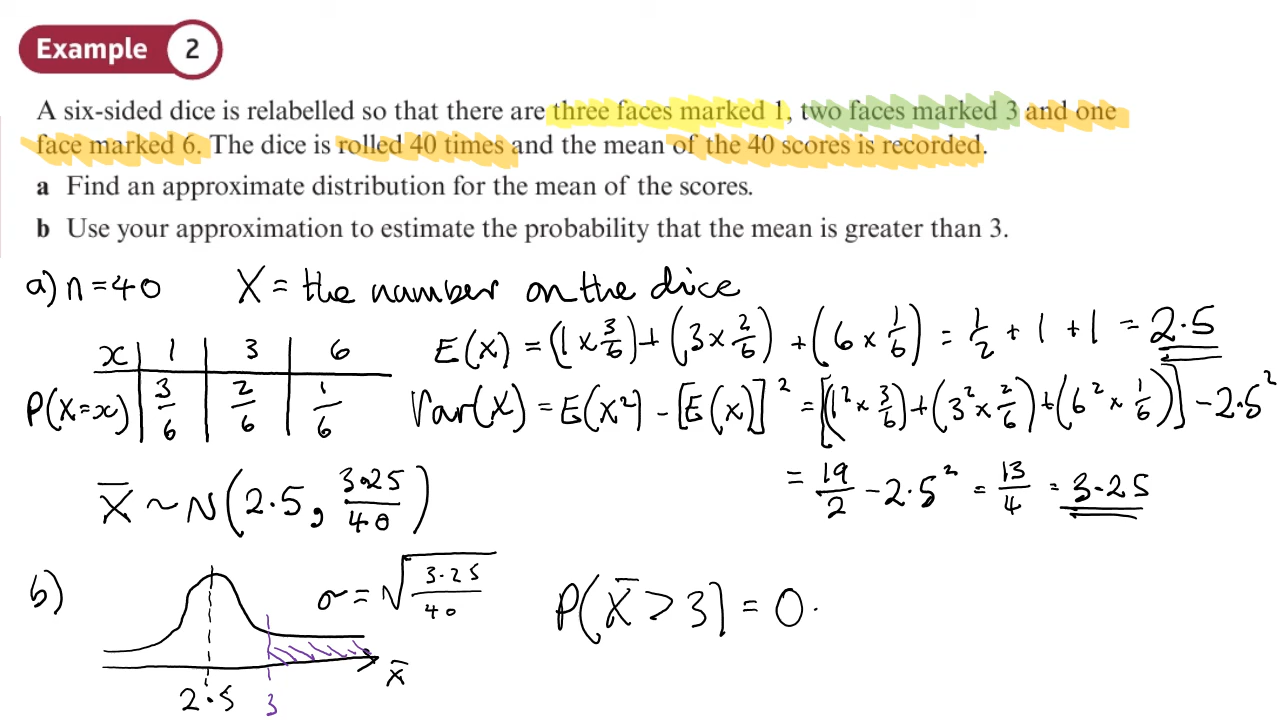 Example 2
A six-sided dice is relabelled so that there are three faces marked 1, two faces marked 3 and one
face marked 6. The dice is rolled 40 times and the mean of the 40 scores is recorded.
a Find an approximate distribution for the mean of the scores.
b Use your approximation to estimate the probability that the mean is greater than 3.
a) n = 40 X = the number on the dice
x 1 3 6
P(X=x) 3/6 2/6 1/6
E(X) = (1 × 3/6) + (3 × 2/6) + (6 × 1/6) = 1/2 + 1 + 1 = 2.5
Var(X) = E(X²) - [E(X)]² = [(1² × 3/6) + (3² × 2/6) + (6² × 1/6)] - 2.5²
= 19/2 - 2.5² = 13/4 = 3.25
X̄ ~ N(2.5, 3.25/40)
b) σ = √(3.25/40) P(X̄ > 3) = 0.
x̄
2.5 3